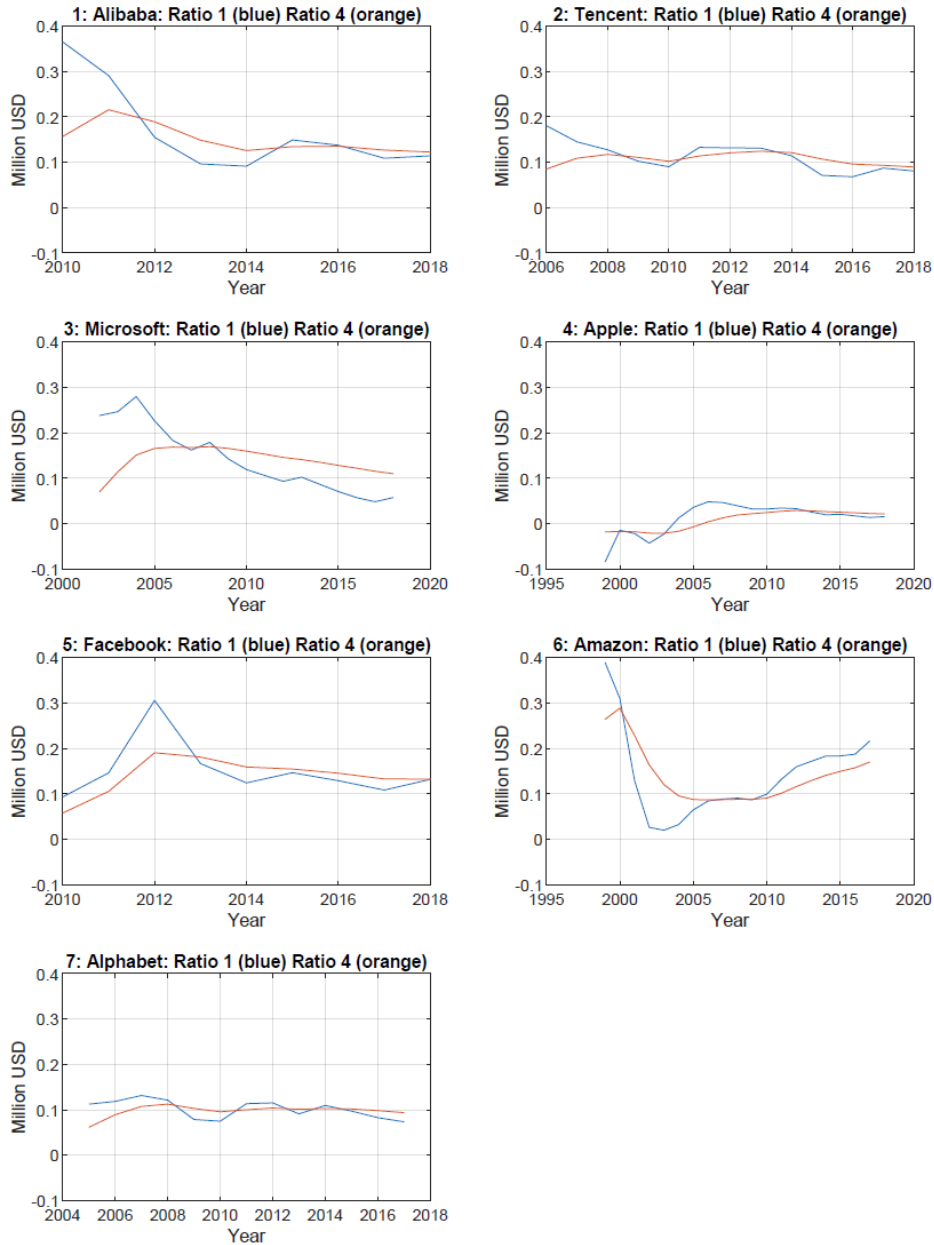 1: Alibaba: Ratio 1 (blue) Ratio 4 (orange)
0.4
0.3
0.2
0.1
0
-0.1
Million USD
2010 2012 2014 2016 2018
Year
2: Tencent: Ratio 1 (blue) Ratio 4 (orange)
0.4
0.3
0.2
0.1
0
-0.1
Million USD
2006 2008 2010 2012 2014 2016 2018
Year
3: Microsoft: Ratio 1 (blue) Ratio 4 (orange)
0.4
0.3
0.2
0.1
0
-0.1
Million USD
2000 2005 2010 2015 2020
Year
4: Apple: Ratio 1 (blue) Ratio 4 (orange)
0.4
0.3
0.2
0.1
0
-0.1
Million USD
1995 2000 2005 2010 2015 2020
Year
5: Facebook: Ratio 1 (blue) Ratio 4 (orange)
0.4
0.3
0.2
0.1
0
-0.1
Million USD
2010 2012 2014 2016 2018
Year
6: Amazon: Ratio 1 (blue) Ratio 4 (orange)
0.4
0.3
0.2
0.1
0
-0.1
Million USD
1995 2000 2005 2010 2015 2020
Year
7: Alphabet: Ratio 1 (blue) Ratio 4 (orange)
0.4
0.3
0.2
0.1
0
-0.1
Million USD
2004 2006 2008 2010 2012 2014 2016 2018
Year